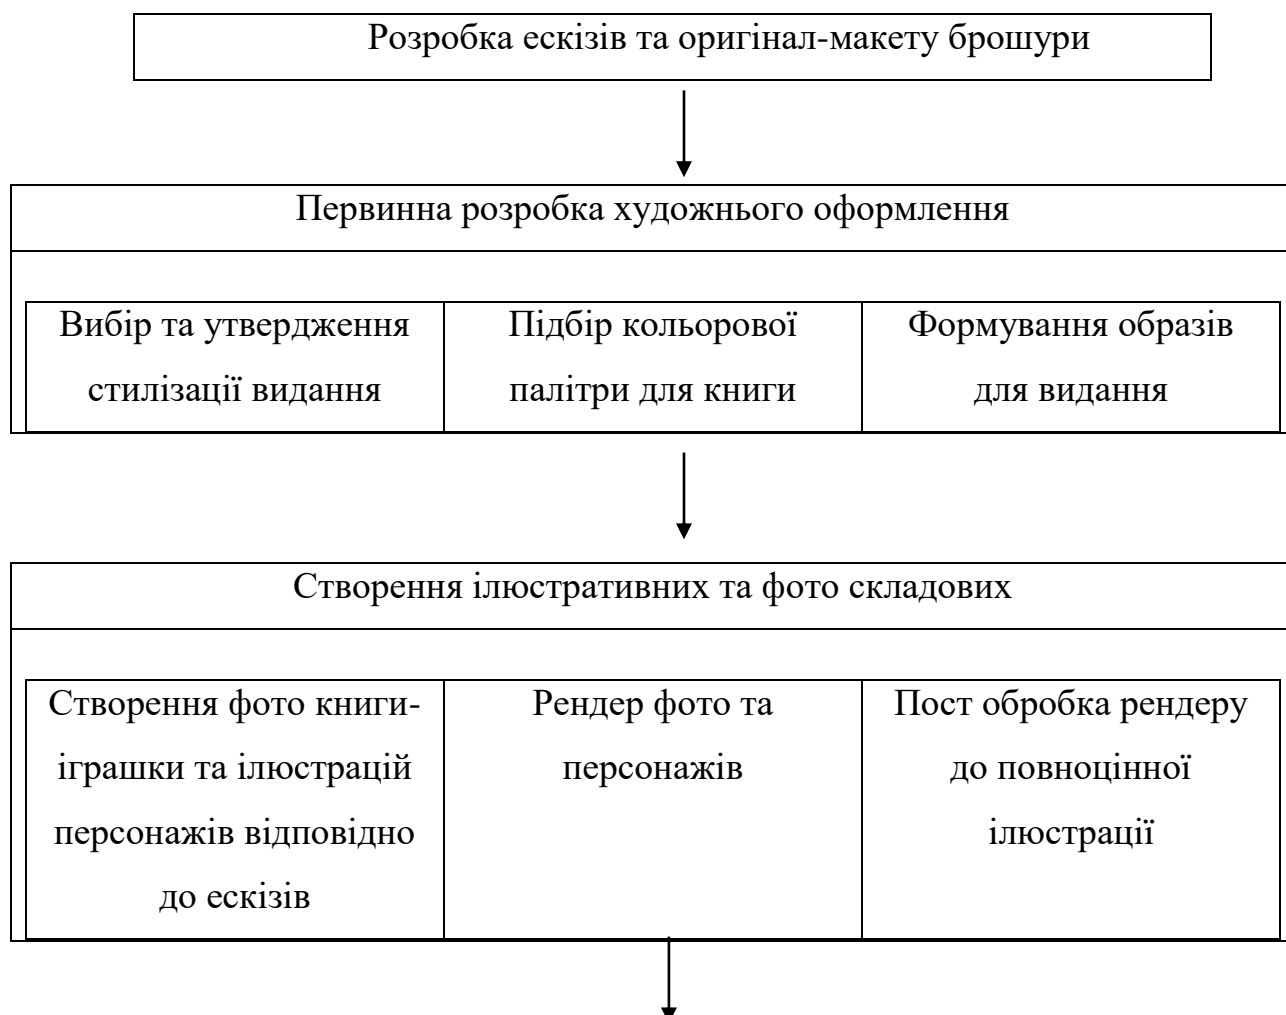 Розробка ескізів та оригінал-макету брошури
Первинна розробка художнього оформлення
Вибір та утвердження
стилізації видання
Підбір кольорової
палітри для книги
Формування образів
для видання
Створення ілюстративних та фото складових
Створення фото книги-
іграшки та ілюстрацій
персонажів відповідно
до ескізів
Рендер фото та
персонажів
Пост обробка рендеру
до повноцінної
ілюстрації